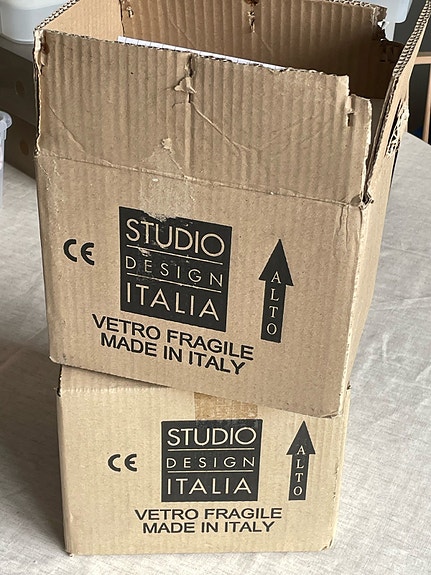 CE
STUDIO
DESIGN
ITALIA
ALTO
VETRO FRAGILE
MADE IN ITALY
CE
STUDIO
DESIGN
ITALIA
ALTO
VETRO FRAGILE
MADE IN ITALY